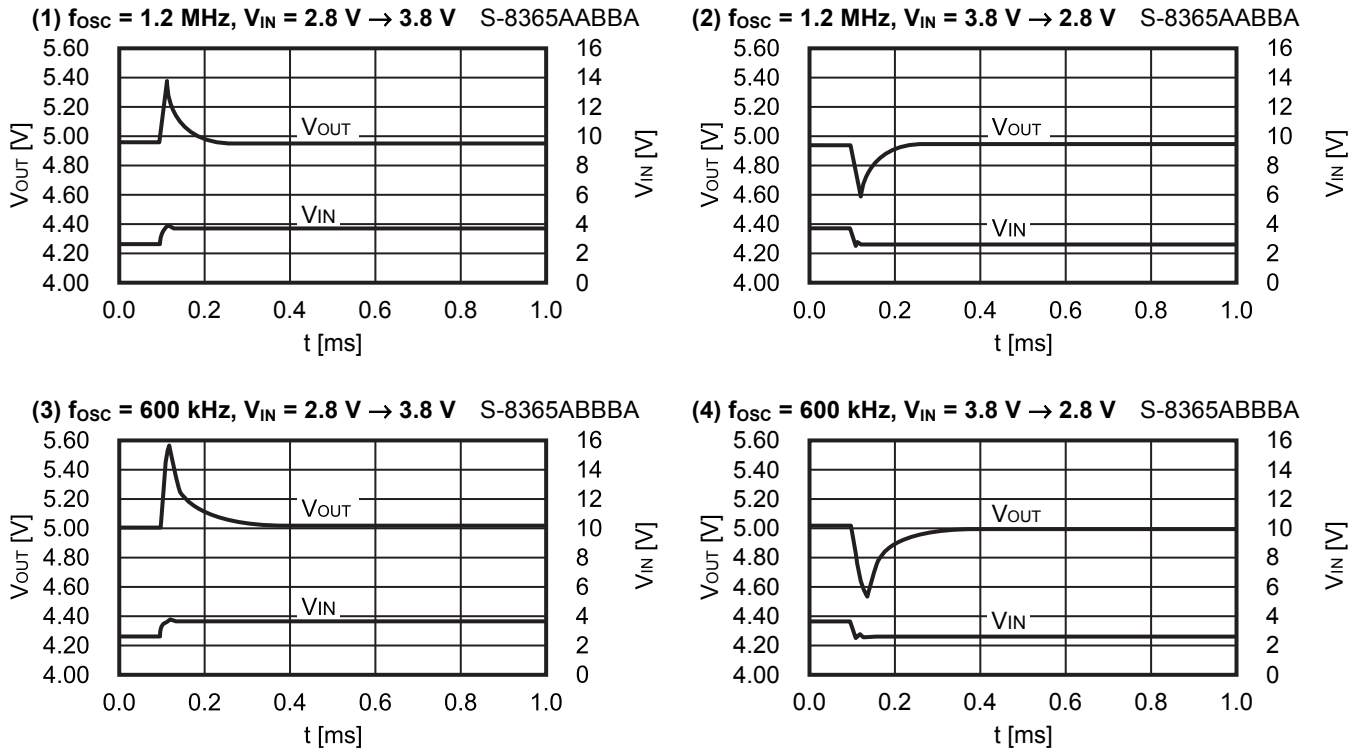 (1) fOSC = 1.2 MHz, VIN = 2.8 V → 3.8 V S-8365AABBA
5.60
5.40
5.20
5.00
4.80
4.60
4.40
4.20
4.00
VOUT [V]
16
14
12
10
8
6
4
2
0
VIN [V]
VOUT
VIN
0.0 0.2 0.4 0.6 0.8 1.0
t [ms]
(2) fOSC = 1.2 MHz, VIN = 3.8 V → 2.8 V S-8365AABBA
5.60
5.40
5.20
5.00
4.80
4.60
4.40
4.20
4.00
VOUT [V]
16
14
12
10
8
6
4
2
0
VIN [V]
VOUT
VIN
0.0 0.2 0.4 0.6 0.8 1.0
t [ms]
(3) fOSC = 600 kHz, VIN = 2.8 V → 3.8 V S-8365ABBBA
5.60
5.40
5.20
5.00
4.80
4.60
4.40
4.20
4.00
VOUT [V]
16
14
12
10
8
6
4
2
0
VIN [V]
VOUT
VIN
0.0 0.2 0.4 0.6 0.8 1.0
t [ms]
(4) fOSC = 600 kHz, VIN = 3.8 V → 2.8 V S-8365ABBBA
5.60
5.40
5.20
5.00
4.80
4.60
4.40
4.20
4.00
VOUT [V]
16
14
12
10
8
6
4
2
0
VIN [V]
VOUT
VIN
0.0 0.2 0.4 0.6 0.8 1.0
t [ms]